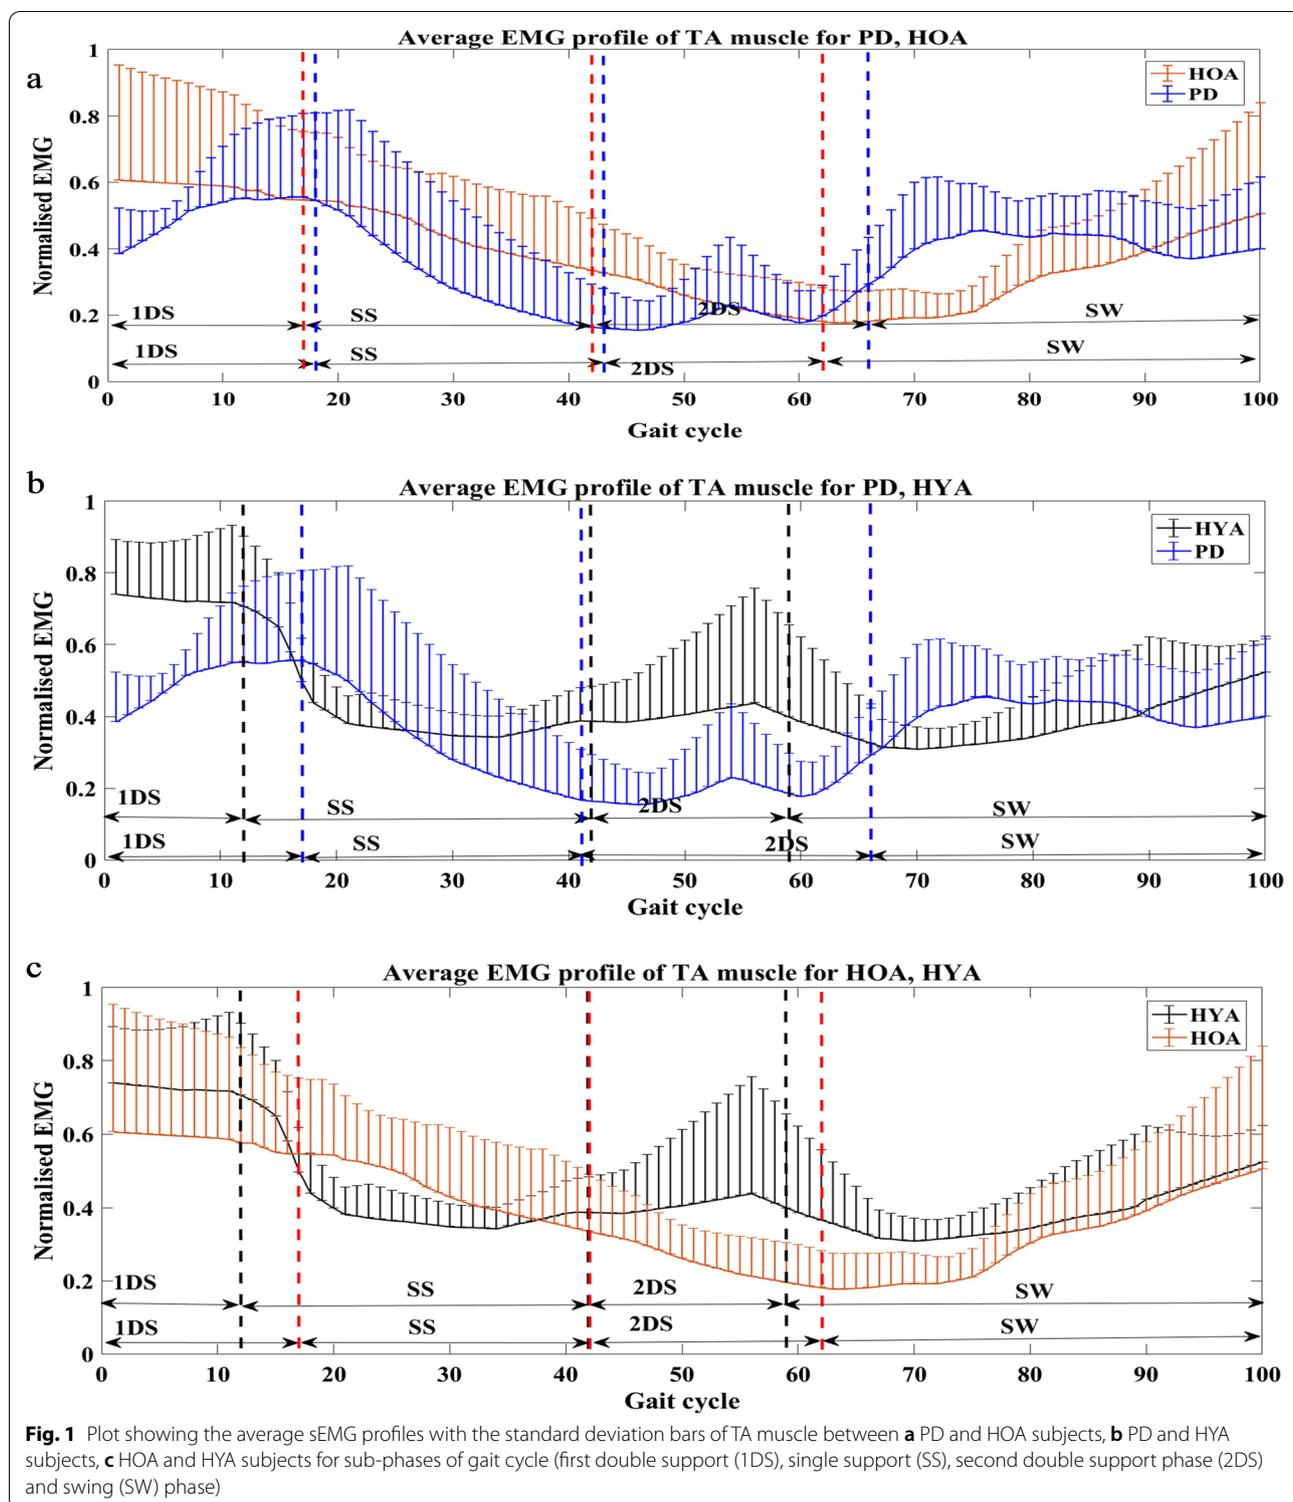 a
Average EMG profile of TA muscle for PD, HOA
Normalised EMG
1
0.8
0.6
0.4
0.2
0
HOA
PD
1DS SS 2DS SW
1DS SS 2DS SW
0 10 20 30 40 50 60 70 80 90 100
Gait cycle
b
Average EMG profile of TA muscle for PD, HYA
Normalised EMG
1
0.8
0.6
0.4
0.2
0
HYA
PD
1DS SS 2DS SW
1DS SS 2DS SW
0 10 20 30 40 50 60 70 80 90 100
Gait cycle
c
Average EMG profile of TA muscle for HOA, HYA
Normalised EMG
1
0.8
0.6
0.4
0.2
0
HYA
HOA
1DS SS 2DS SW
1DS SS 2DS SW
0 10 20 30 40 50 60 70 80 90 100
Gait cycle
Fig. 1 Plot showing the average sEMG profiles with the standard deviation bars of TA muscle between a PD and HOA subjects, b PD and HYA
subjects, c HOA and HYA subjects for sub-phases of gait cycle (first double support (1DS), single support (SS), second double support phase (2DS)
and swing (SW) phase)